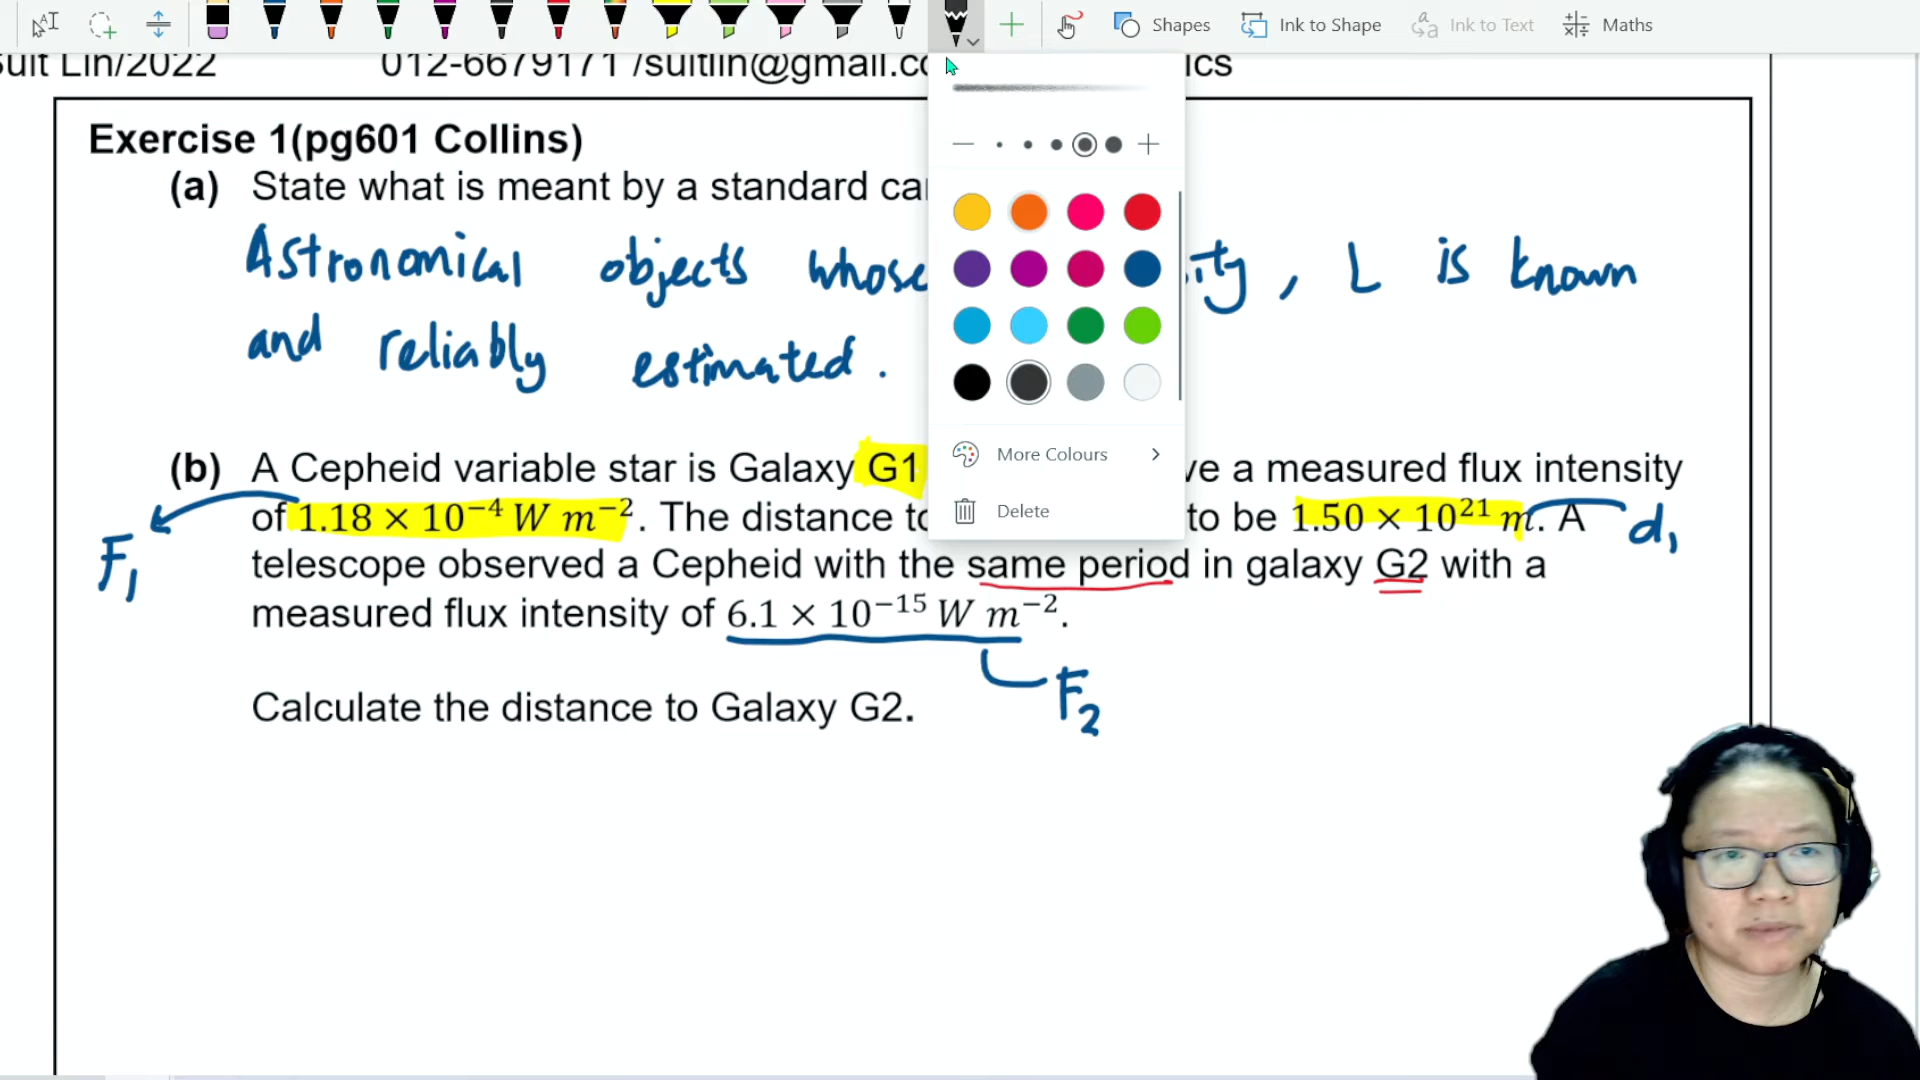 Shapes Ink to Shape Ink to Text Maths
Suit Lin/2022 012-6679171 /suitlin@gmail.co ics
Exercise 1(pg601 Collins)
(a) State what is meant by a standard ca
Astronomical objects whose ity, L is known
and reliably estimated.
More Colours
Delete
(b) A Cepheid variable star is Galaxy G1 ve a measured flux intensity
of 1.18 × 10⁻⁴ W m⁻². The distance to to be 1.50 × 10²¹ m. A d₁
F₁
telescope observed a Cepheid with the same period in galaxy G2 with a
measured flux intensity of 6.1 × 10⁻¹⁵ W m⁻².
F₂
Calculate the distance to Galaxy G2.